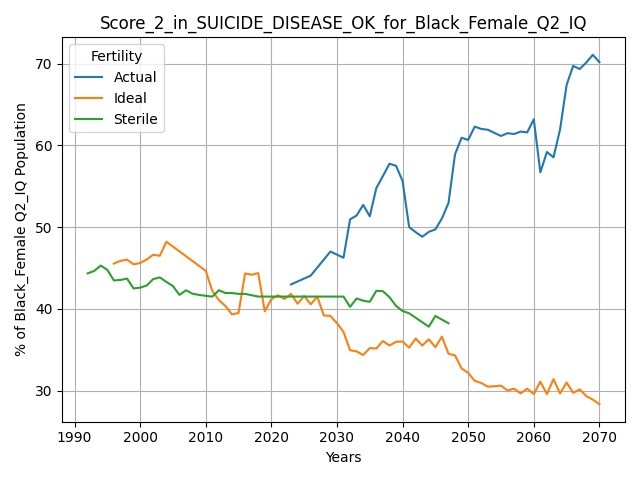 Score_2_in_SUICIDE_DISEASE_OK_for_Black_Female_Q2_IQ
Fertility
Actual
Ideal
Sterile
% of Black_Female Q2_IQ Population
70
60
50
40
30
1990 2000 2010 2020 2030 2040 2050 2060 2070
Years